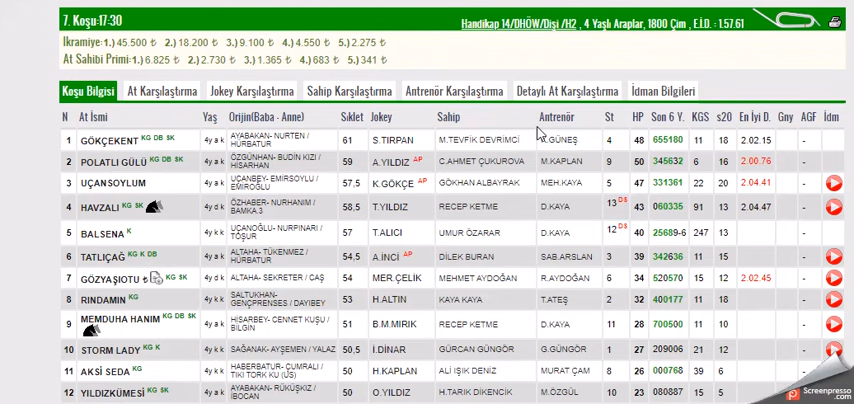 7. Koşu:17:30
Handikap 14/DHÖW/Dişi /H2 , 4 Yaşlı Araplar, 1800 Çim , E.İ.D. : 1.57.61
İkramiye: 1.) 45.500 ₺ 2.) 18.200 ₺ 3.) 9.100 ₺ 4.) 4.550 ₺ 5.) 2.275 ₺
At Sahibi Primi: 1.) 6.825 ₺ 2.) 2.730 ₺ 3.) 1.365 ₺ 4.) 683 ₺ 5.) 341 ₺
Koşu Bilgisi At Karşılaştırma Jokey Karşılaştırma Sahip Karşılaştırma Antrenör Karşılaştırma Detaylı At Karşılaştırma İdman Bilgileri
N At İsmi Yaş Orijin(Baba - Anne) Sıklet Jokey Sahip Antrenör St HP Son 6 Y. KGS s20 En İyi D. Gny AGF İdm
1 GÖKÇEKENT KG DB SK 4y a k AYABAKAN- NURTEN / HURBATUR 61 S.TIRPAN M.TEVFİK DEVRİMCİ GÜNEŞ 4 48 655180 11 18 2.02.15 -
2 POLATLI GÜLÜ KG DB SK 4y a k ÖZGÜNHAN- BUDİN KIZI / HİSARHAN 59 A.YILDIZ AP C.AHMET ÇUKUROVA M.KAPLAN 9 50 345632 6 16 2.00.76 -
3 UÇANSOYLUM 4y a k UÇANBEY- EMİRSOYLU / EMİROĞLU 57,5 K.GÖKÇE AP GÖKHAN ALBAYRAK MEH.KAYA 5 47 331361 22 20 2.04.41 -
4 HAVZALI KG SK 4y d k ÖZHABER- NURHANIM / BAMKA.3 58,5 T.YILDIZ RECEP KETME D.KAYA 13 DS 43 060335 91 13 2.04.47 -
5 BALSENA K 4y k k UÇANOĞLU- NURPINARI / TOŞUR 57 T.ALICI UMUR ÖZARAR D.KAYA 12 DS 40 25689-6 247 13 -
6 TATLIÇAĞ KG K DB 4y a k ALTAHA- TÜKENMEZ / HURBATUR 54,5 A.İNCİ AP DİLEK BURAN SAB.ARSLAN 3 39 342636 11 15 -
7 GÖZYAŞIOTU ₺ KG SK 4y d k ALTAHA- SEKRETER / CAŞ 54 MER.ÇELİK MEHMET AYDOĞAN R.AYDOĞAN 6 34 520570 15 12 2.02.45 -
8 RINDAMIN KG 4y k k SALTUKHAN- GENÇPRENSES / DAYIBEY 53 H.ALTIN KAYA KAYA T.ATEŞ 2 32 400177 11 18 -
9 MEMDUHA HANIM KG DB SK 4y k k HİSARBEY- CENNET KUŞU / BİLGİN 51 B.M.MIRIK RECEP KETME D.KAYA 11 28 700500 11 10 -
10 STORM LADY KG K 4y k k SAĞANAK- AYŞEMEN / YALAZ 50,5 İ.DİNAR GÜRCAN GÜNGÖR G.GÜNGÖR 1 27 209006 21 12 -
11 AKSİ SEDA KG 4y k k HABERBATUR- ÇUMRALI / TIKI TORK KU (US) 50 H.KAPLAN ALİ IŞIK DENİZ MURAT ÇAM 8 26 000768 39 6 -
12 YILDIZKÜMESİ KG SK 4y a k AYABAKAN- RÜKÜŞKIZ / İBOCAN 50 O.YILDIZ H.TARIK DİKENCİK M.ÖZGÜL 10 23 080887 15 5 -
Screenpresso
.com